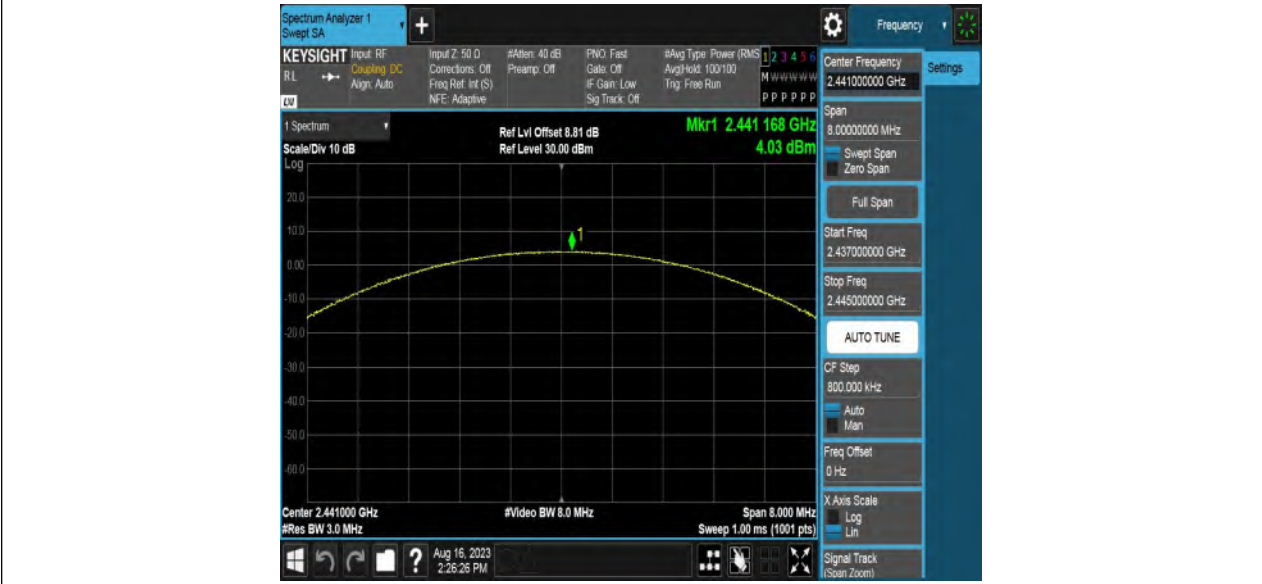 Spectrum Analyzer 1
Swept SA
+
Frequency
KEYSIGHT
RL
LXI
Input: RF
Coupling: DC
Align: Auto
Input Z: 50 Ω
Corrections: Off
Freq Ref: Int (S)
NFE: Adaptive
#Atten: 40 dB
Preamp: Off
PNO: Fast
Gate: Off
IF Gain: Low
Sig Track: Off
#Avg Type: Power (RMS
Avg|Hold: 100/100
Trig: Free Run
1 2 3 4 5 6
M W W W W W
P P P P P P
Center Frequency
2.441000000 GHz
Settings
Span
8.00000000 MHz
Swept Span
Zero Span
Full Span
Start Freq
2.437000000 GHz
Stop Freq
2.445000000 GHz
AUTO TUNE
CF Step
800.000 kHz
Auto
Man
Freq Offset
0 Hz
X Axis Scale
Log
Lin
Signal Track
(Span Zoom)
1 Spectrum
Scale/Div 10 dB
Log
Ref Lvl Offset 8.81 dB
Ref Level 30.00 dBm
Mkr1 2.441 168 GHz
4.03 dBm
1
20.0
10.0
0.00
-10.0
-20.0
-30.0
-40.0
-50.0
-60.0
Center 2.441000 GHz
#Res BW 3.0 MHz
#Video BW 8.0 MHz
Span 8.000 MHz
Sweep 1.00 ms (1001 pts)
?
Aug 16, 2023
2:26:26 PM